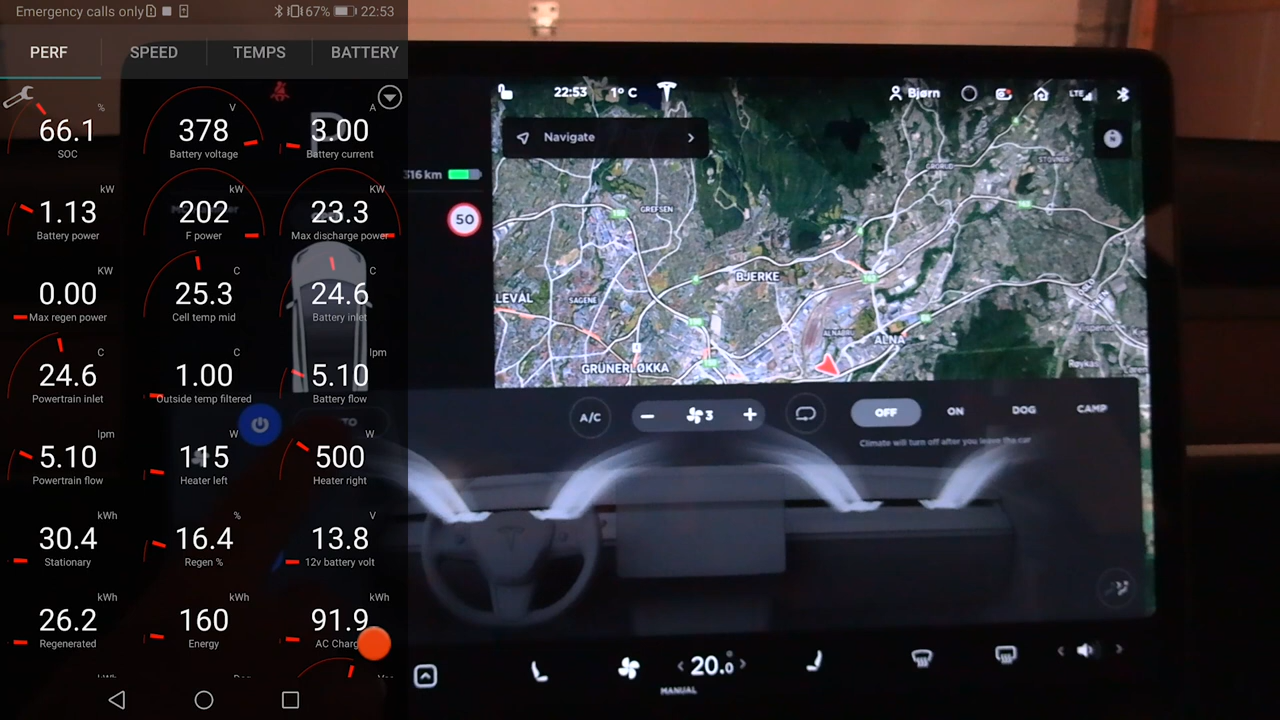 Emergency calls only
67%
22:53
PERF
SPEED
TEMPS
BATTERY
%
66.1
SOC
V
378
Battery voltage
A
3.00
Battery current
kW
1.13
Battery power
kW
202
F power
KW
23.3
Max discharge power
KW
0.00
Max regen power
C
25.3
Cell temp mid
C
24.6
Battery inlet
C
24.6
Powertrain inlet
C
1.00
Outside temp filtered
lpm
5.10
Battery flow
lpm
5.10
Powertrain flow
W
115
Heater left
W
500
Heater right
kWh
30.4
Stationary
%
16.4
Regen %
V
13.8
12v battery volt
kWh
26.2
Regenerated
kWh
160
Energy
kWh
91.9
AC Charg
P
316 km
50
22:53
1° C
Bjørn
LTE
Navigate
N
GREFSEN
GRORUD
STOVNER
BJERKE
SAGENE
ALNABRU
ALNA
GRÜNERLØKKA
Visperud
Røykas
A/C
3
OFF
ON
DOG
CAMP
Climate will turn off after you leave the car
20.0°
MANUAL